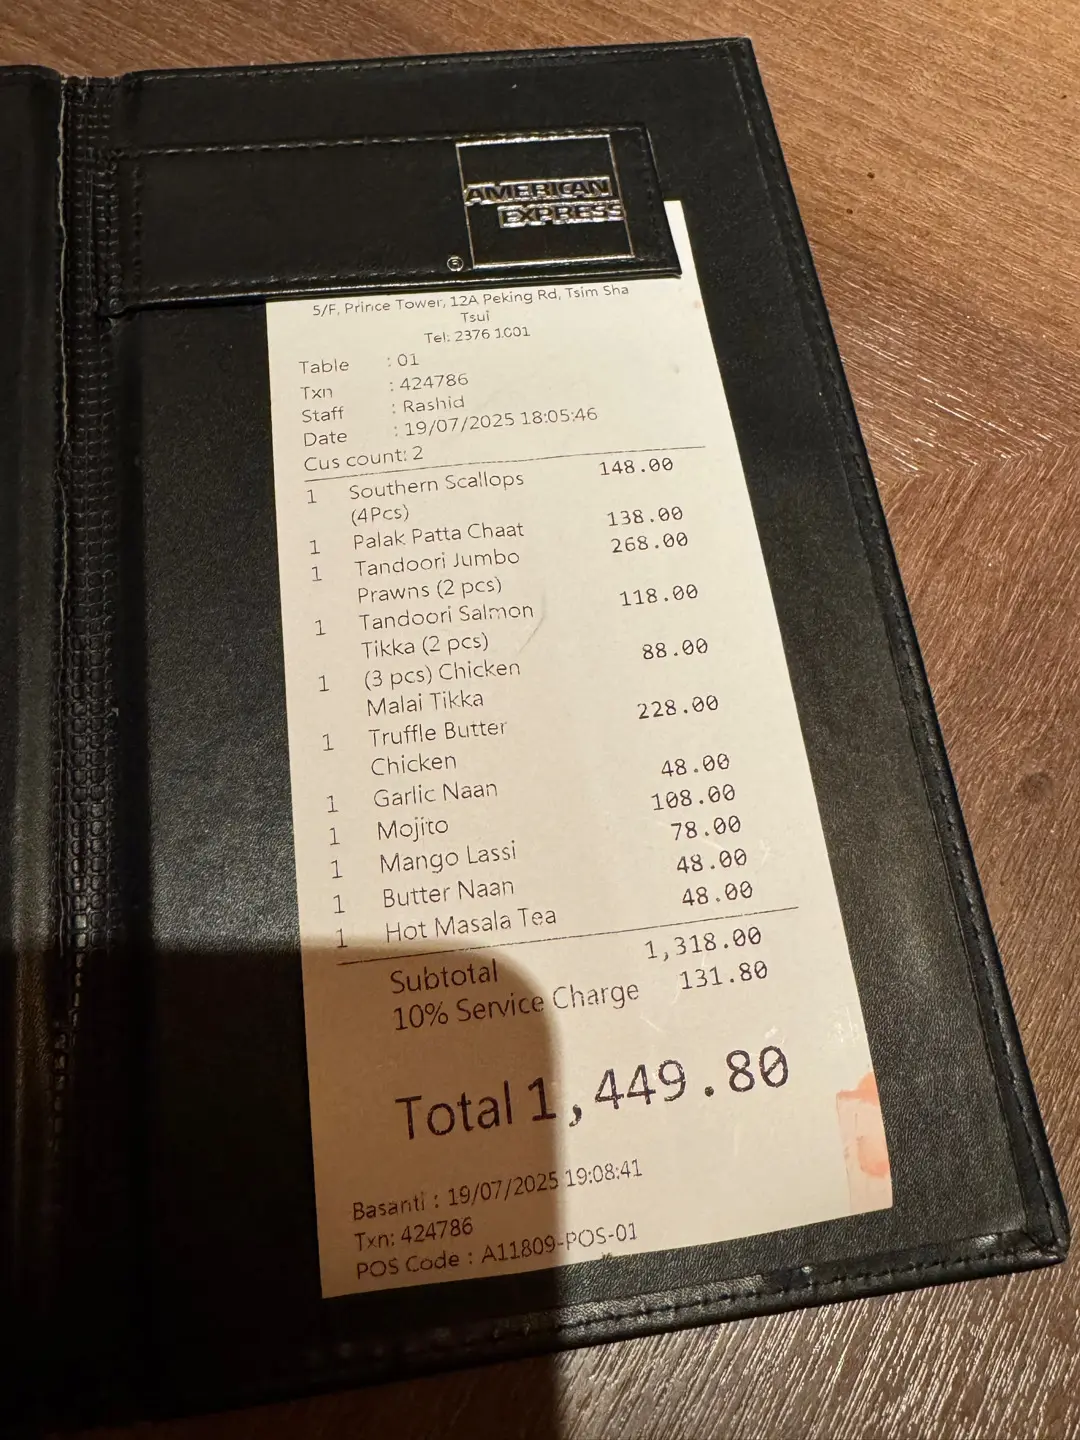 AMERICAN
EXPRESS
®
5/F, Prince Tower, 12A Peking Rd, Tsim Sha
Tsui
Tel: 2376 1001
Table : 01
Txn : 424786
Staff : Rashid
Date : 19/07/2025 18:05:46
Cus count: 2
1 Southern Scallops 148.00
(4Pcs)
1 Palak Patta Chaat 138.00
1 Tandoori Jumbo 268.00
Prawns (2 pcs)
1 Tandoori Salmon 118.00
Tikka (2 pcs)
1 (3 pcs) Chicken 88.00
Malai Tikka
1 Truffle Butter 228.00
Chicken
1 Garlic Naan 48.00
1 Mojito 108.00
1 Mango Lassi 78.00
1 Butter Naan 48.00
1 Hot Masala Tea 48.00
Subtotal 1,318.00
10% Service Charge 131.80
Total 1,449.80
Basanti : 19/07/2025 19:08:41
Txn: 424786
POS Code : A11809-POS-01